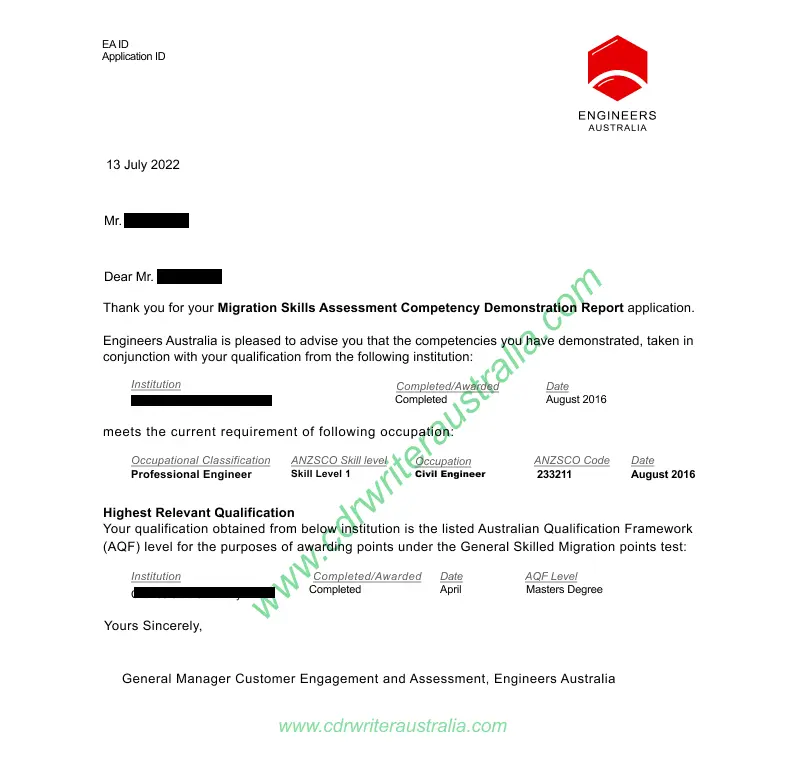 EA ID
Application ID
ENGINEERS
AUSTRALIA
13 July 2022
Mr.
Dear Mr.
Thank you for your Migration Skills Assessment Competency Demonstration Report application.
Engineers Australia is pleased to advise you that the competencies you have demonstrated, taken in
conjunction with your qualification from the following institution:
Institution Completed/Awarded Date
Completed August 2016
meets the current requirement of following occupation:
Occupational Classification ANZSCO Skill level Occupation ANZSCO Code Date
Professional Engineer Skill Level 1 Civil Engineer 233211 August 2016
Highest Relevant Qualification
Your qualification obtained from below institution is the listed Australian Qualification Framework
(AQF) level for the purposes of awarding points under the General Skilled Migration points test:
Institution Completed/Awarded Date AQF Level
Completed April Masters Degree
Yours Sincerely,
General Manager Customer Engagement and Assessment, Engineers Australia
www.cdrwriteraustralia.com
www.cdrwriteraustralia.com